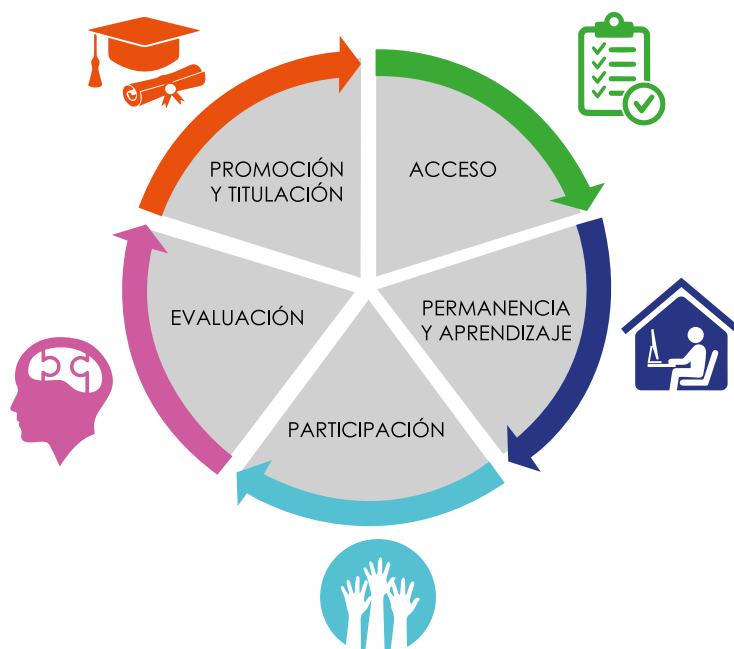 PROMOCIÓN
Y TITULACIÓN
ACCESO
PERMANENCIA
Y APRENDIZAJE
PARTICIPACIÓN
EVALUACIÓN